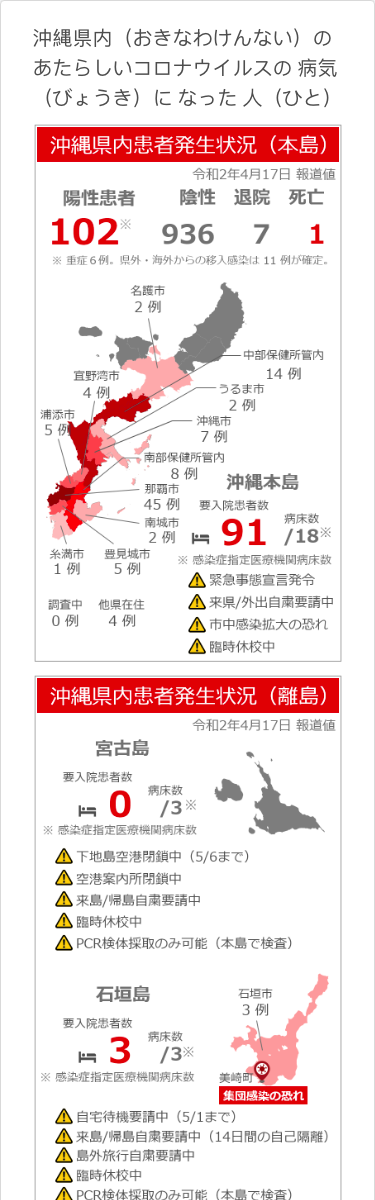 沖縄県内（おきなわけんない）の
あたらしいコロナウイルスの 病気
（びょうき）に なった 人（ひと）
沖縄県内患者発生状況（本島）
令和2年4月17日 報道値
陽性患者 陰性 退院 死亡
102※ 936 7 1
※ 重症６例。県外・海外からの移入感染は 11 例が確定。
名護市
2 例
中部保健所管内
14 例
宜野湾市
4 例
うるま市
2 例
浦添市
5 例
沖縄市
7 例
南部保健所管内
8 例
那覇市
45 例
南城市
2 例
糸満市
1 例
豊見城市
5 例
調査中
0 例
他県在住
4 例
沖縄本島
要入院患者数 病床数
91 /18※
※ 感染症指定医療機関病床数
緊急事態宣言発令
来県/外出自粛要請中
市中感染拡大の恐れ
臨時休校中
沖縄県内患者発生状況（離島）
令和2年4月17日 報道値
宮古島
要入院患者数 病床数
0 /3※
※ 感染症指定医療機関病床数
下地島空港閉鎖中（5/6まで）
空港案内所閉鎖中
来島/帰島自粛要請中
臨時休校中
PCR検体採取のみ可能（本島で検査）
石垣島
要入院患者数 病床数
3 /3※
※ 感染症指定医療機関病床数
石垣市
3 例
美崎町
集団感染の恐れ
自宅待機要請中（5/1まで）
来島/帰島自粛要請中（14日間の自己隔離）
島外旅行自粛要請中
臨時休校中
PCR検体採取のみ可能（本島で検査）